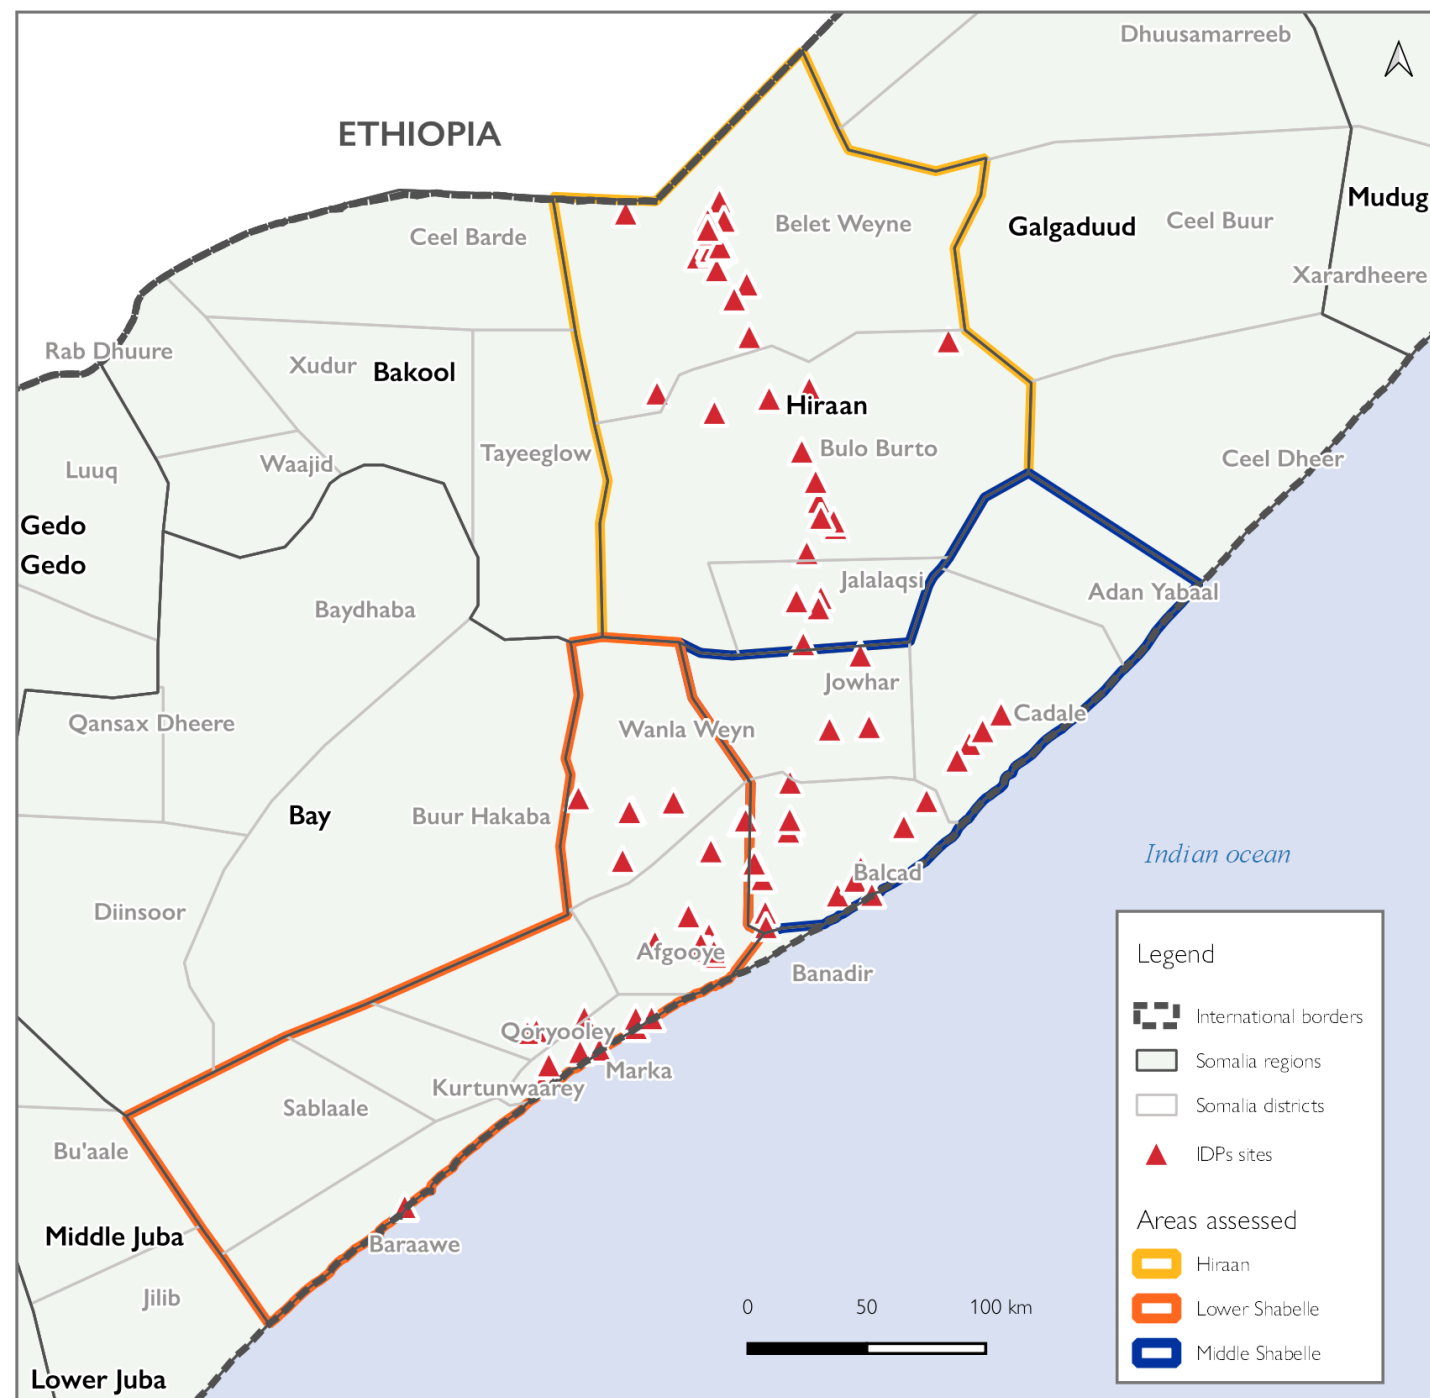 Dhuusamarreeb
ETHIOPIA
Mudug
Belet Weyne
Galgaduud
Ceel Buur
Ceel Barde
Xarardheere
Rab Dhuure
Xudur
Bakool
Hiraan
Tayeeglow
Bulo Burto
Waajid
Luuq
Ceel Dheer
Gedo
Gedo
Jalalaqsi
Adan Yabaal
Baydhaba
Jowhar
Cadale
Qansax Dheere
Wanla Weyn
Bay
Buur Hakaba
Indian ocean
Balcad
Diinsoor
Afgooye
Banadir
Qoryooley
Marka
Kurtunwaarey
Sablaale
Bu'aale
Middle Juba
Baraawe
Jilib
Lower Juba
0 50 100 km
Legend
International borders
Somalia regions
Somalia districts
IDPs sites
Areas assessed
Hiraan
Lower Shabelle
Middle Shabelle